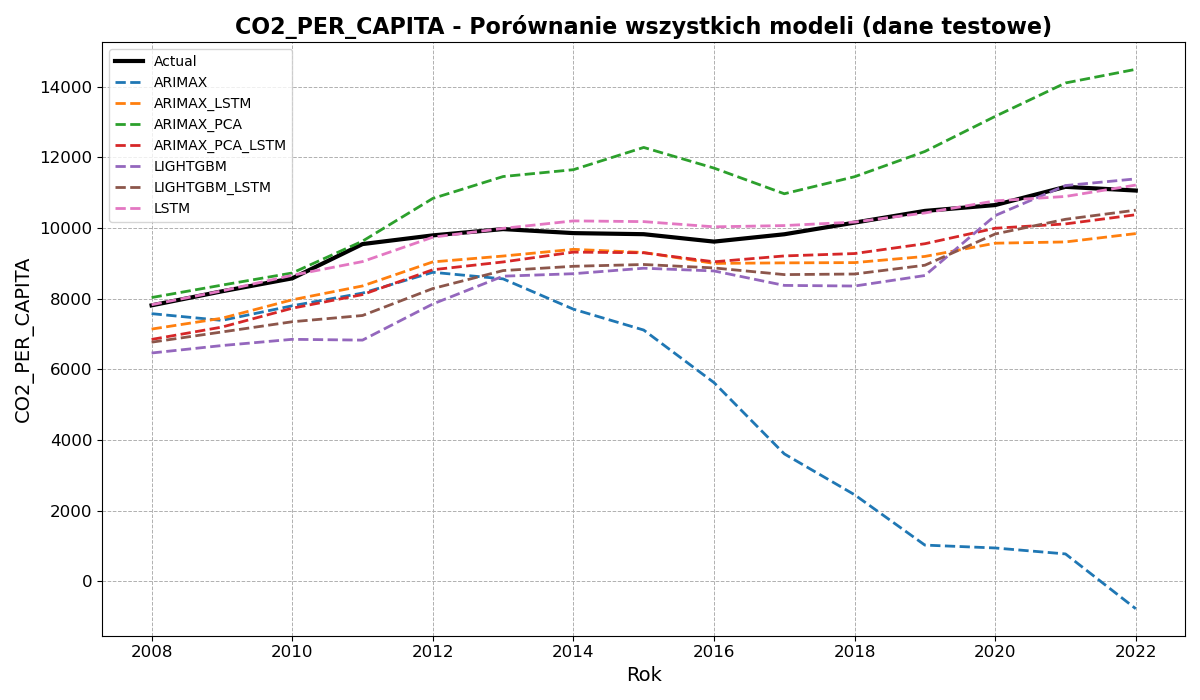 CO2_PER_CAPITA - Porównanie wszystkich modeli (dane testowe)
Actual
ARIMAX
ARIMAX_LSTM
ARIMAX_PCA
ARIMAX_PCA_LSTM
LIGHTGBM
LIGHTGBM_LSTM
LSTM
CO2_PER_CAPITA
14000
12000
10000
8000
6000
4000
2000
0
2008 2010 2012 2014 2016 2018 2020 2022
Rok